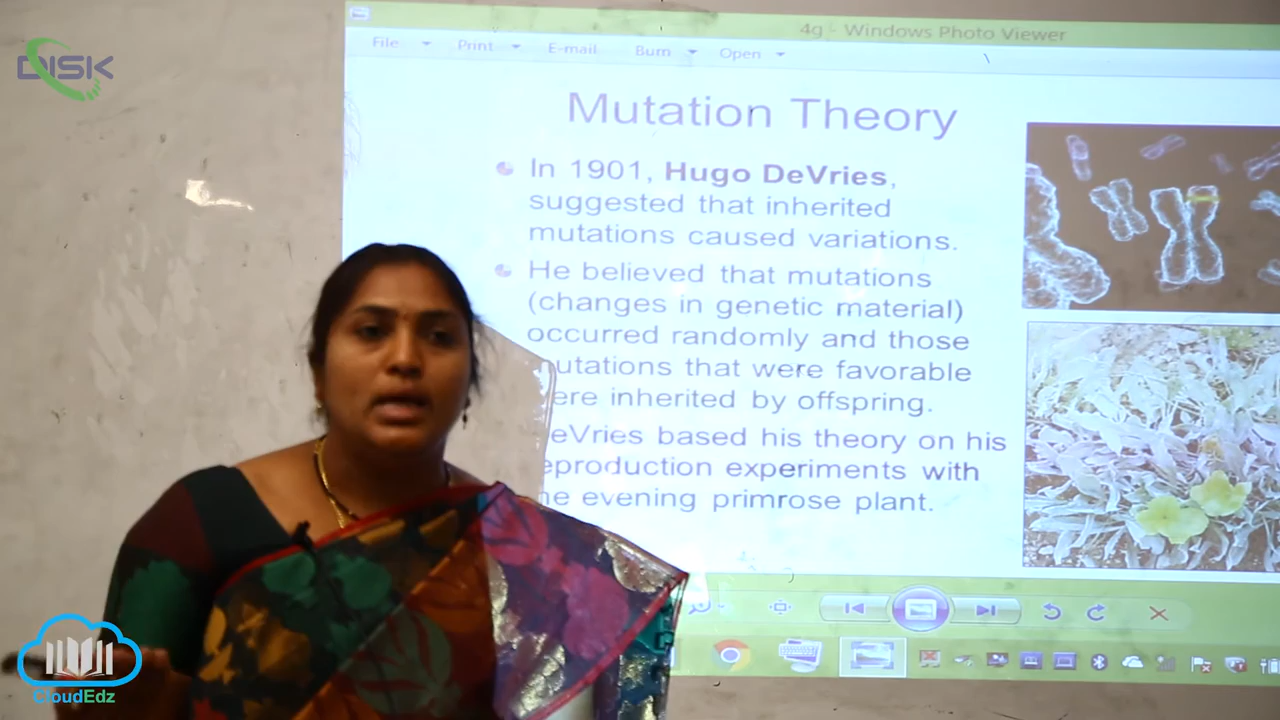 DISK
4g - Windows Photo Viewer
File Print E-mail Burn Open
Mutation Theory
In 1901, Hugo DeVries,
suggested that inherited
mutations caused variations.
He believed that mutations
(changes in genetic material)
occurred randomly and those
utations that were favorable
ere inherited by offspring.
eVries based his theory on his
eproduction experiments with
he evening primrose plant.
CloudEdz